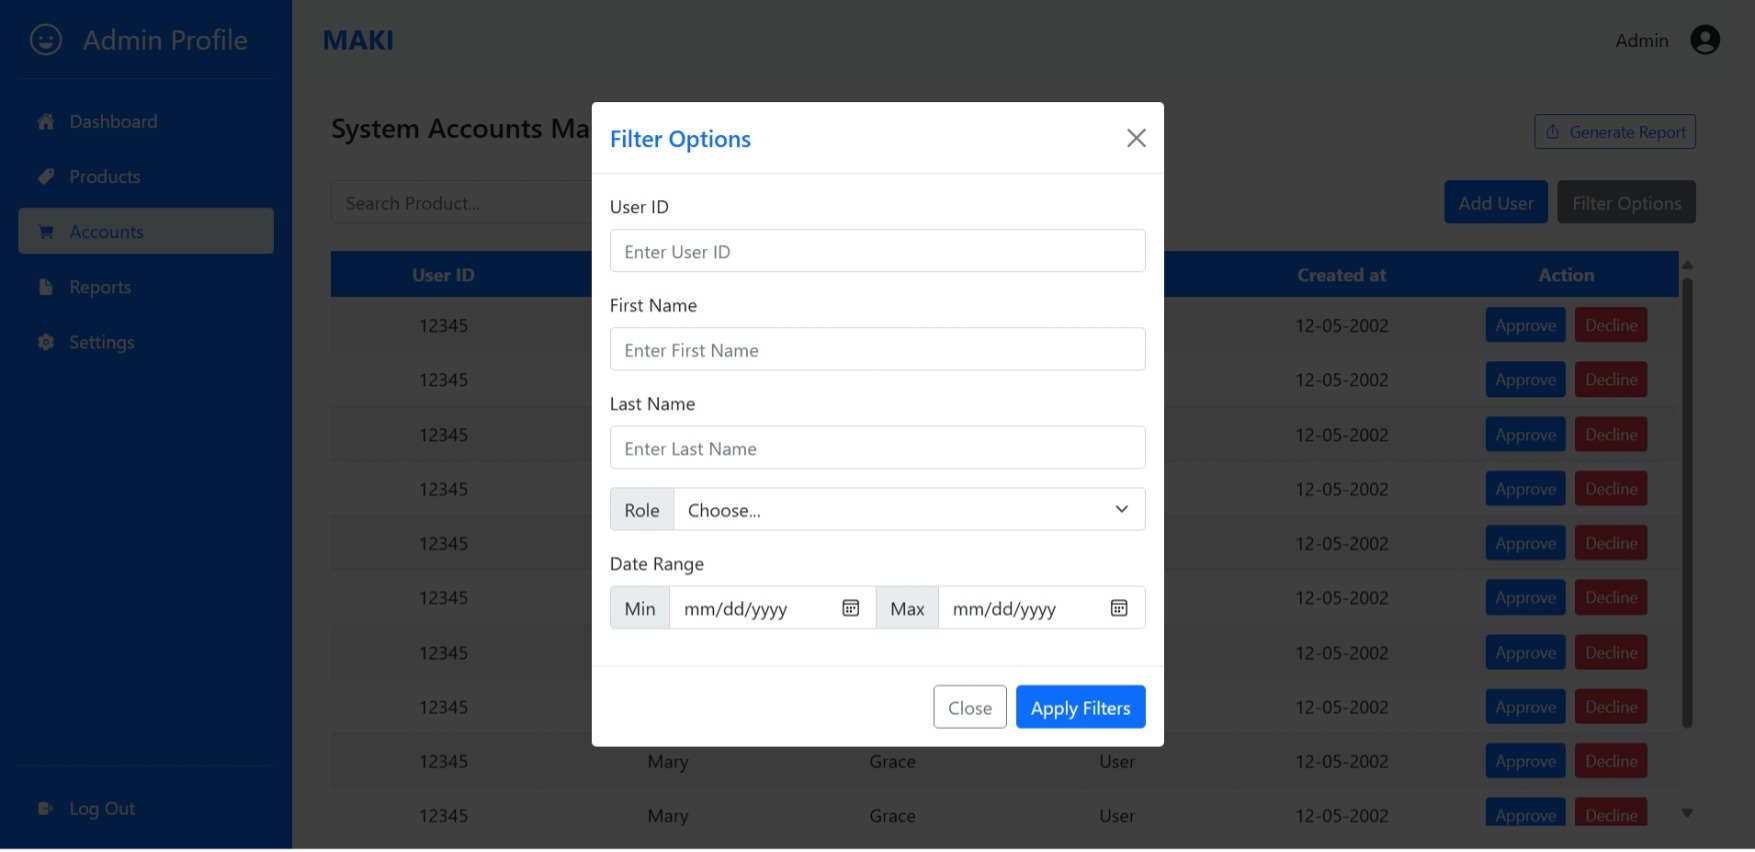 Admin Profile
MAKI
Admin
Dashboard
Products
Accounts
Reports
Settings
Log Out
System Accounts Ma
Generate Report
Search Product...
Add User
Filter Options
User ID
Created at
Action
12345
12-05-2002
Approve
Decline
12345
12-05-2002
Approve
Decline
12345
12-05-2002
Approve
Decline
12345
12-05-2002
Approve
Decline
12345
12-05-2002
Approve
Decline
12345
12-05-2002
Approve
Decline
12345
12-05-2002
Approve
Decline
12345
12-05-2002
Approve
Decline
12345
Mary
Grace
User
12-05-2002
Approve
Decline
12345
Mary
Grace
User
12-05-2002
Approve
Decline
Filter Options
User ID
Enter User ID
First Name
Enter First Name
Last Name
Enter Last Name
Role
Choose...
Date Range
Min
mm/dd/yyyy
Max
mm/dd/yyyy
Close
Apply Filters